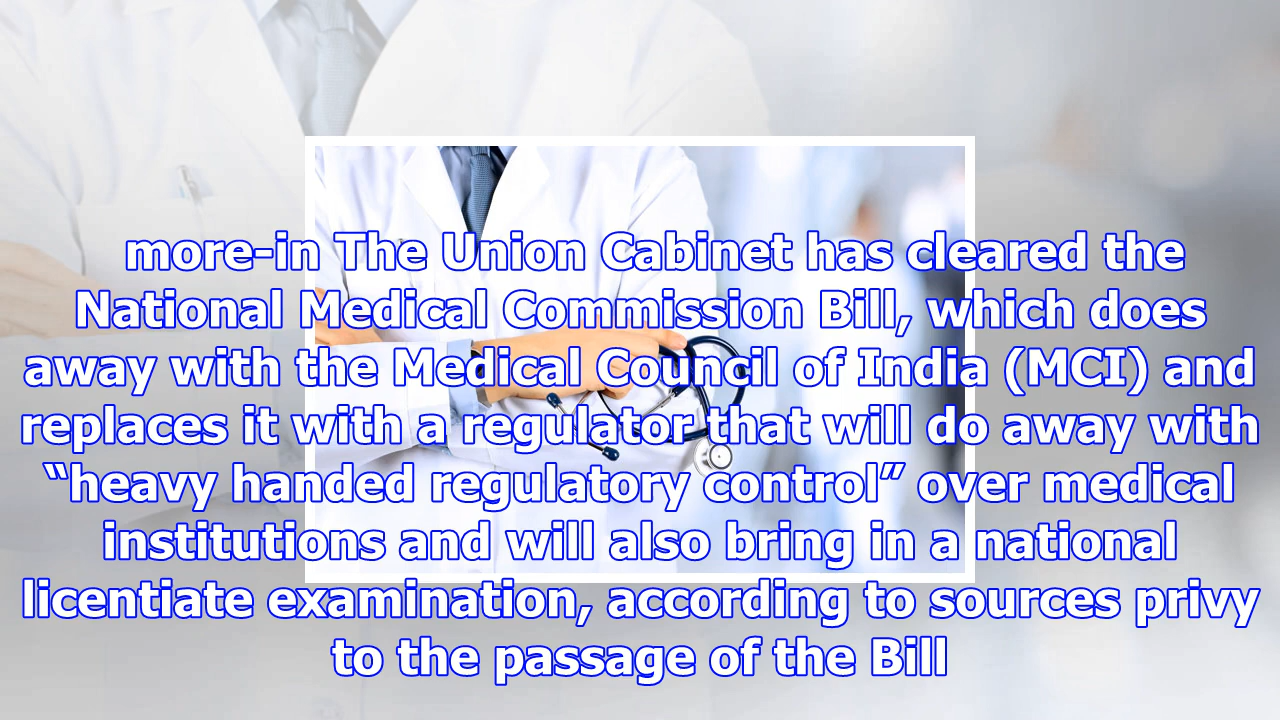 more-in The Union Cabinet has cleared the
National Medical Commission Bill, which does
away with the Medical Council of India (MCI) and
replaces it with a regulator that will do away with
“heavy handed regulatory control” over medical
institutions and will also bring in a national
licentiate examination, according to sources privy
to the passage of the Bill